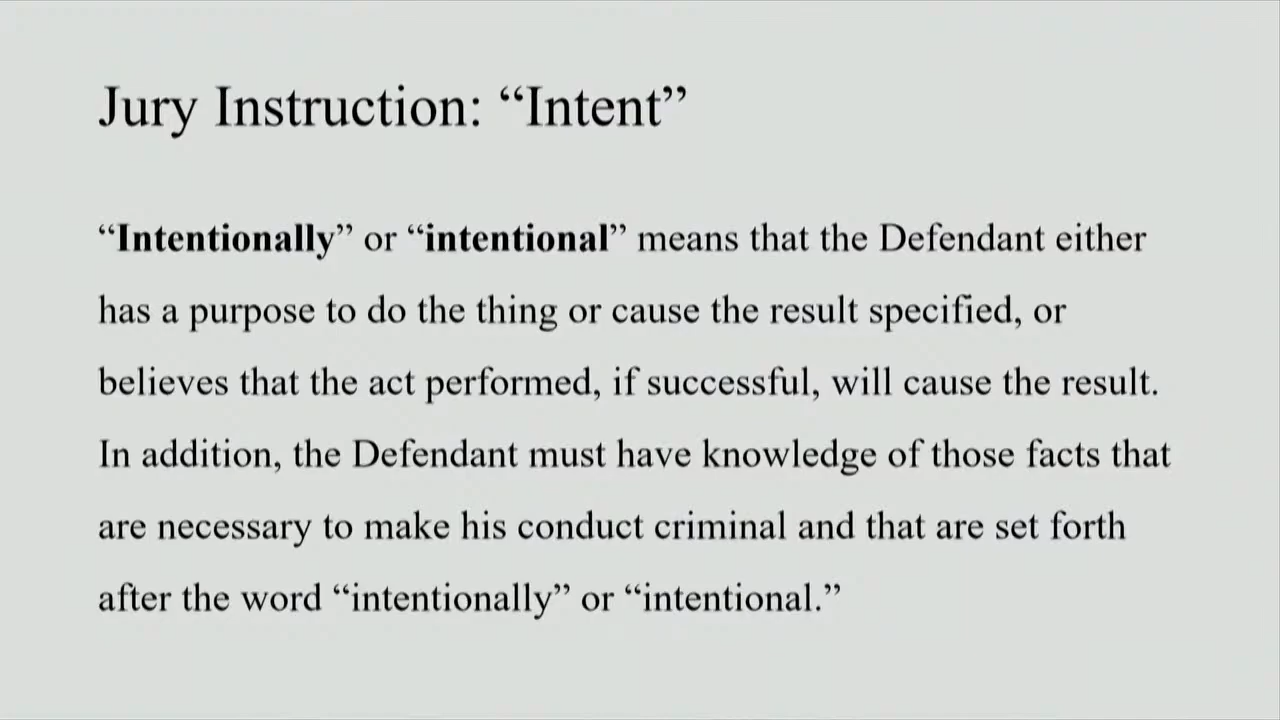 Jury Instruction: “Intent”
“Intentionally” or “intentional” means that the Defendant either
has a purpose to do the thing or cause the result specified, or
believes that the act performed, if successful, will cause the result.
In addition, the Defendant must have knowledge of those facts that
are necessary to make his conduct criminal and that are set forth
after the word “intentionally” or “intentional.”